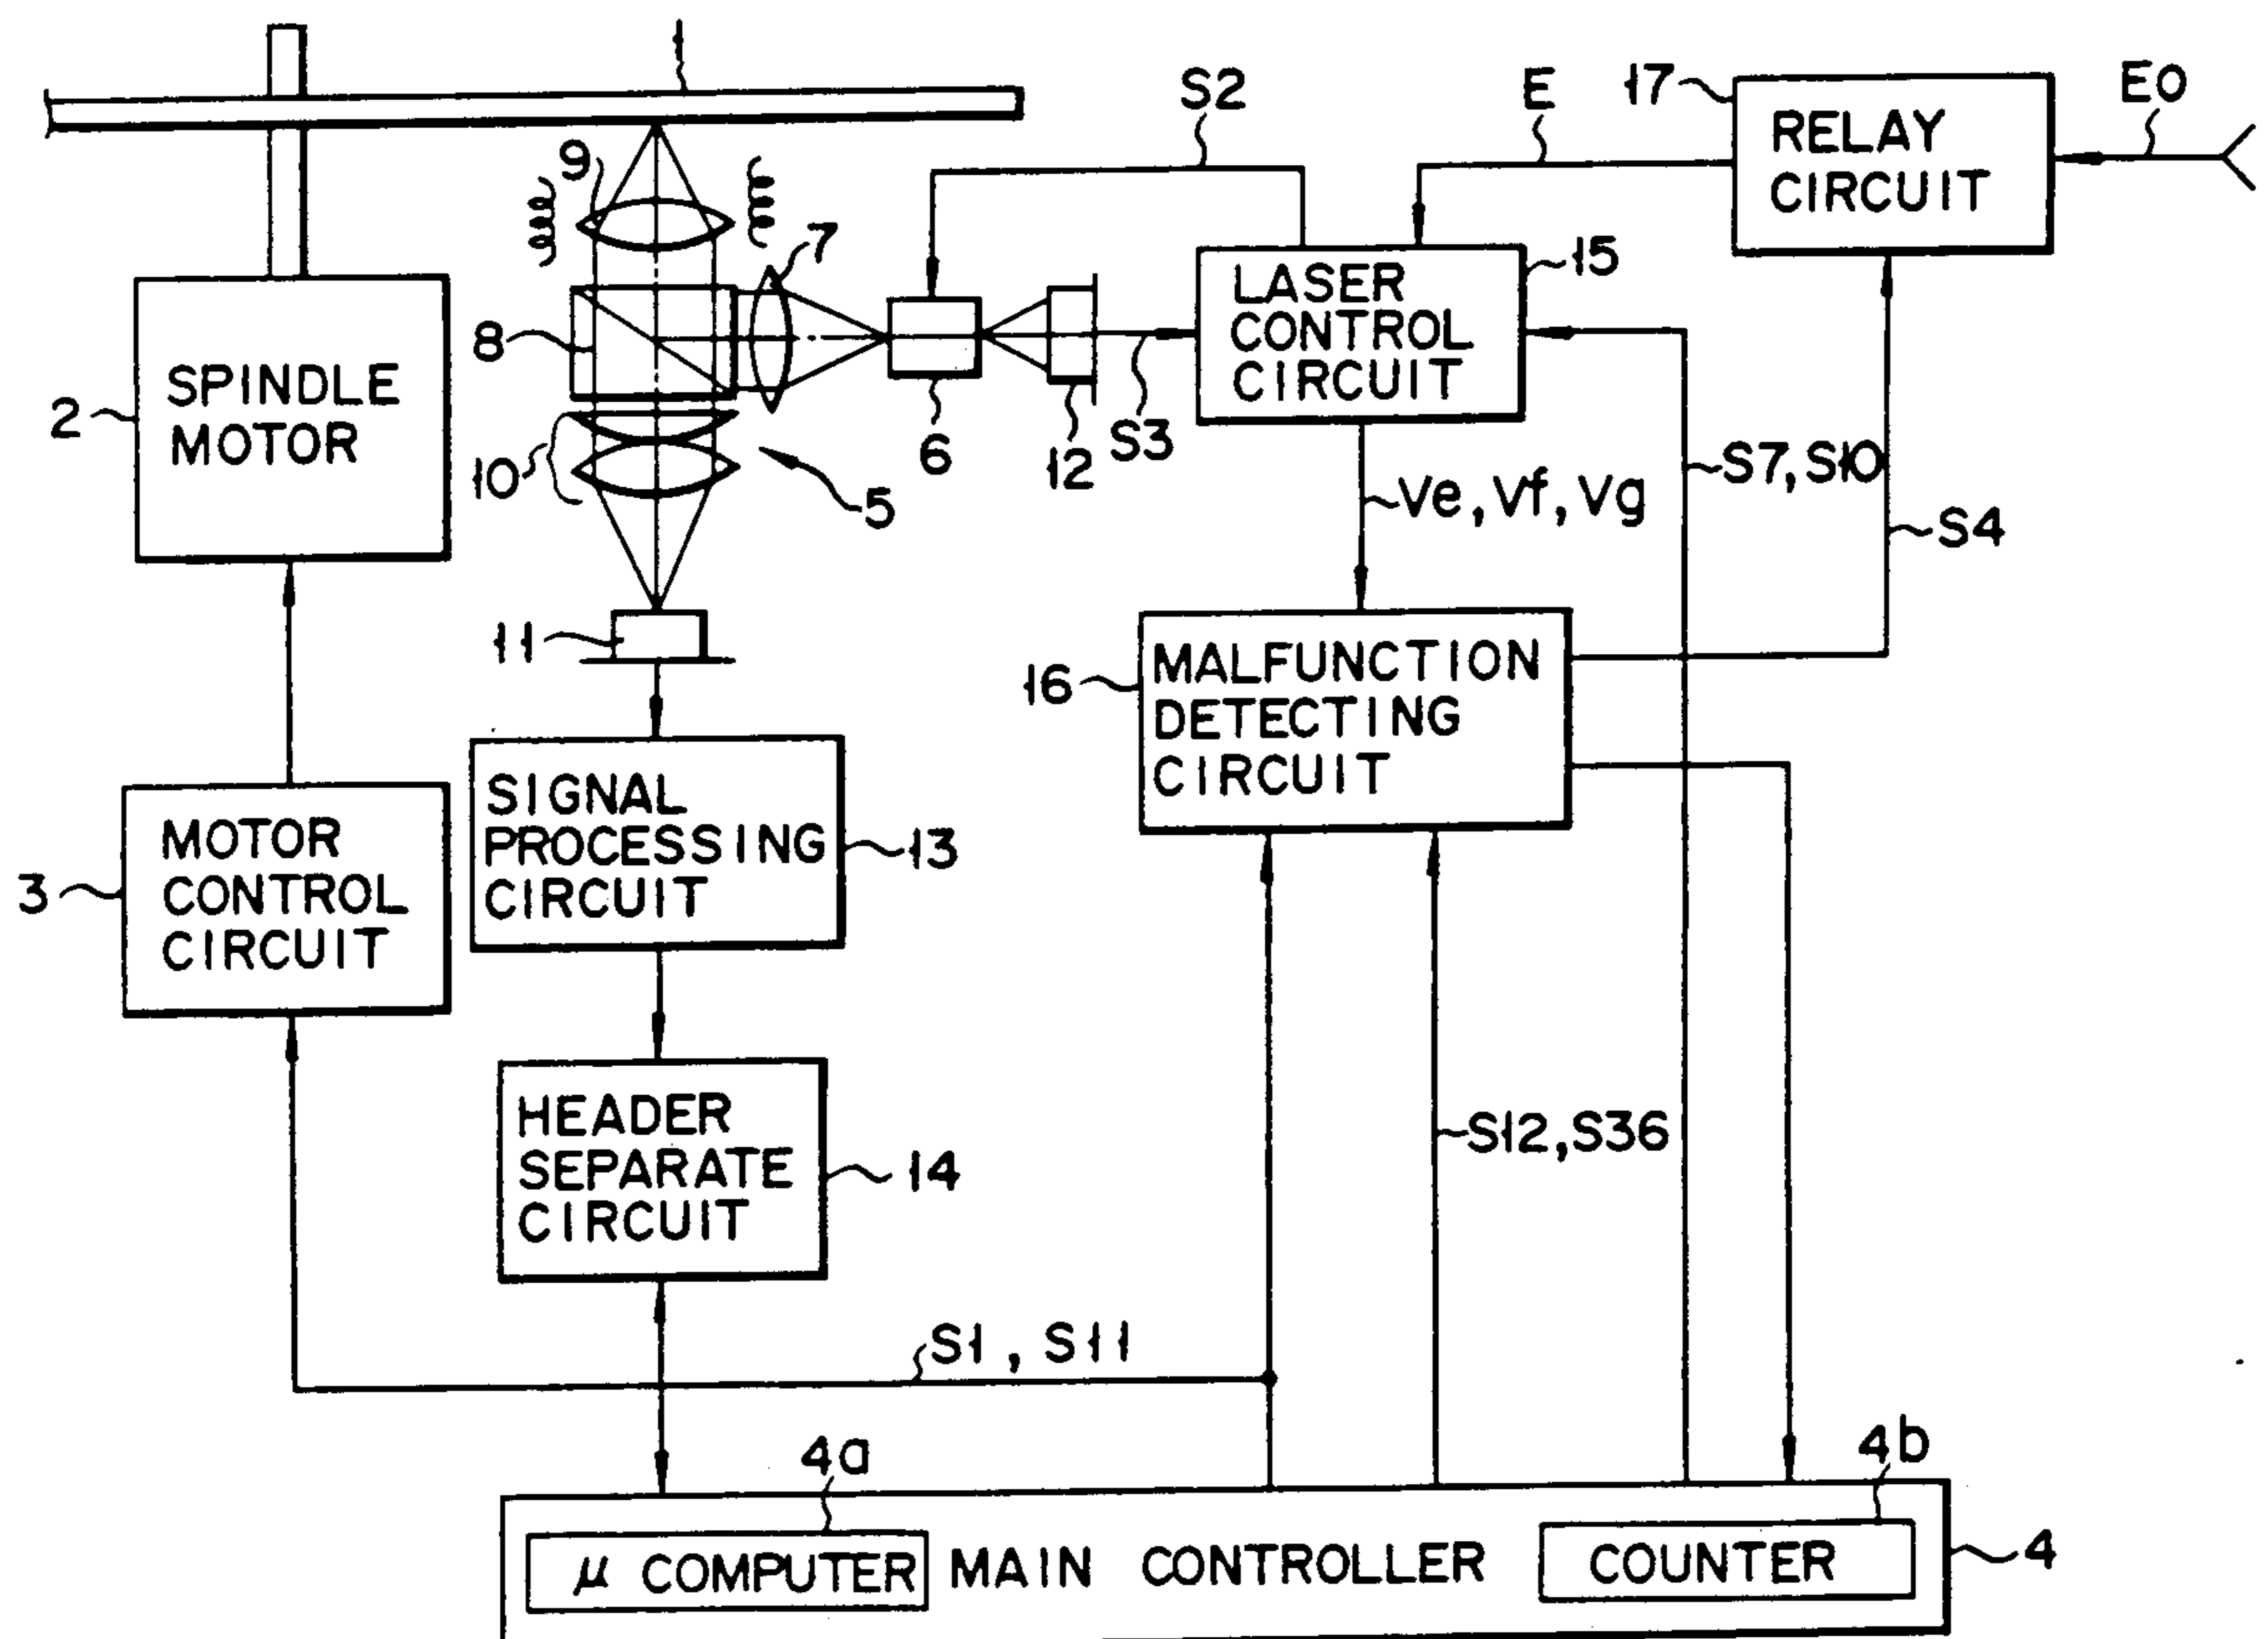 1
S2
E
17
RELAY
CIRCUIT
E0
9
7
LASER
CONTROL
CIRCUIT
15
8
2
SPINDLE
MOTOR
10
6
12
S3
5
Ve, Vf, Vg
S7, S10
S4
11
16
MALFUNCTION
DETECTING
CIRCUIT
3
MOTOR
CONTROL
CIRCUIT
SIGNAL
PROCESSING
CIRCUIT
13
HEADER
SEPARATE
CIRCUIT
14
S12, S36
S1, S11
4a
4b
μ COMPUTER
MAIN CONTROLLER
COUNTER
4